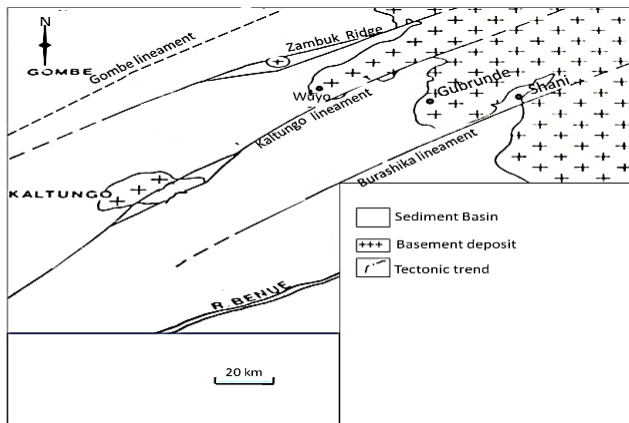 N
Gombe lineament
Zambuk Ridge
GOMBE
Wuyo
Gubrunde
Shani
Kaltungo lineament
Burashika lineament
KALTUNGO
Sediment Basin
+++ Basement deposit
Tectonic trend
R. BENUE
20 km